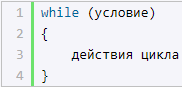 1 while (условие)
2 {
3 действия цикла
4 }